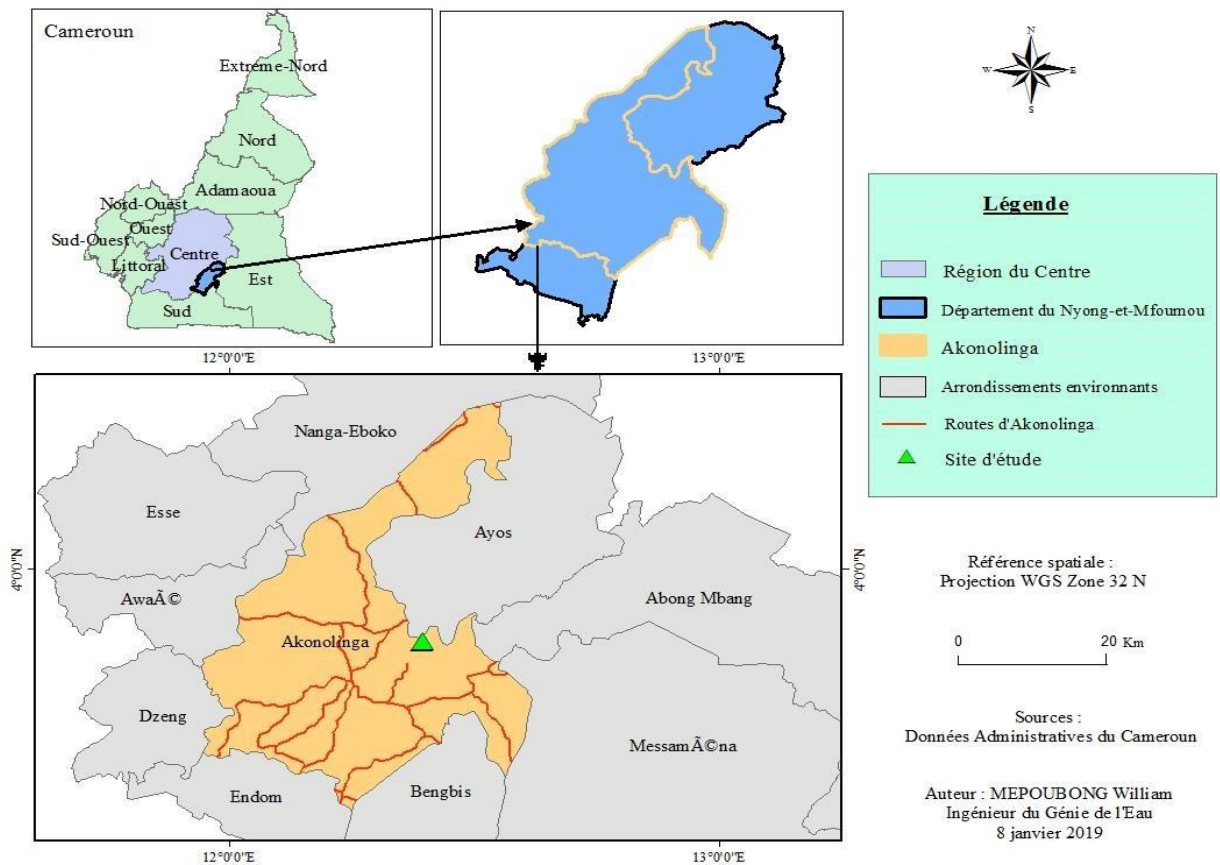 Cameroun
Extrême-Nord
Nord
Adamaoua
Nord-Ouest
Ouest
Sud-Ouest
Centre
Littoral
Est
Sud
N
W
E
S
Légende
Région du Centre
Département du Nyong-et-Mfoumou
Akonolinga
Arrondissements environnants
Routes d'Akonolinga
Site d'étude
12°0'0"E
13°0'0"E
Nanga-Eboko
Esse
Ayos
4°0'0"N
4°0'0"N
AwaÃ©
Abong Mbang
Akonolinga
Dzeng
MessamÃ©na
Endom
Bengbis
12°0'0"E
13°0'0"E
Référence spatiale :
Projection WGS Zone 32 N
0 20 Km
Sources :
Données Administratives du Cameroun
Auteur : MEPOUBONG William
Ingénieur du Génie de l'Eau
8 janvier 2019